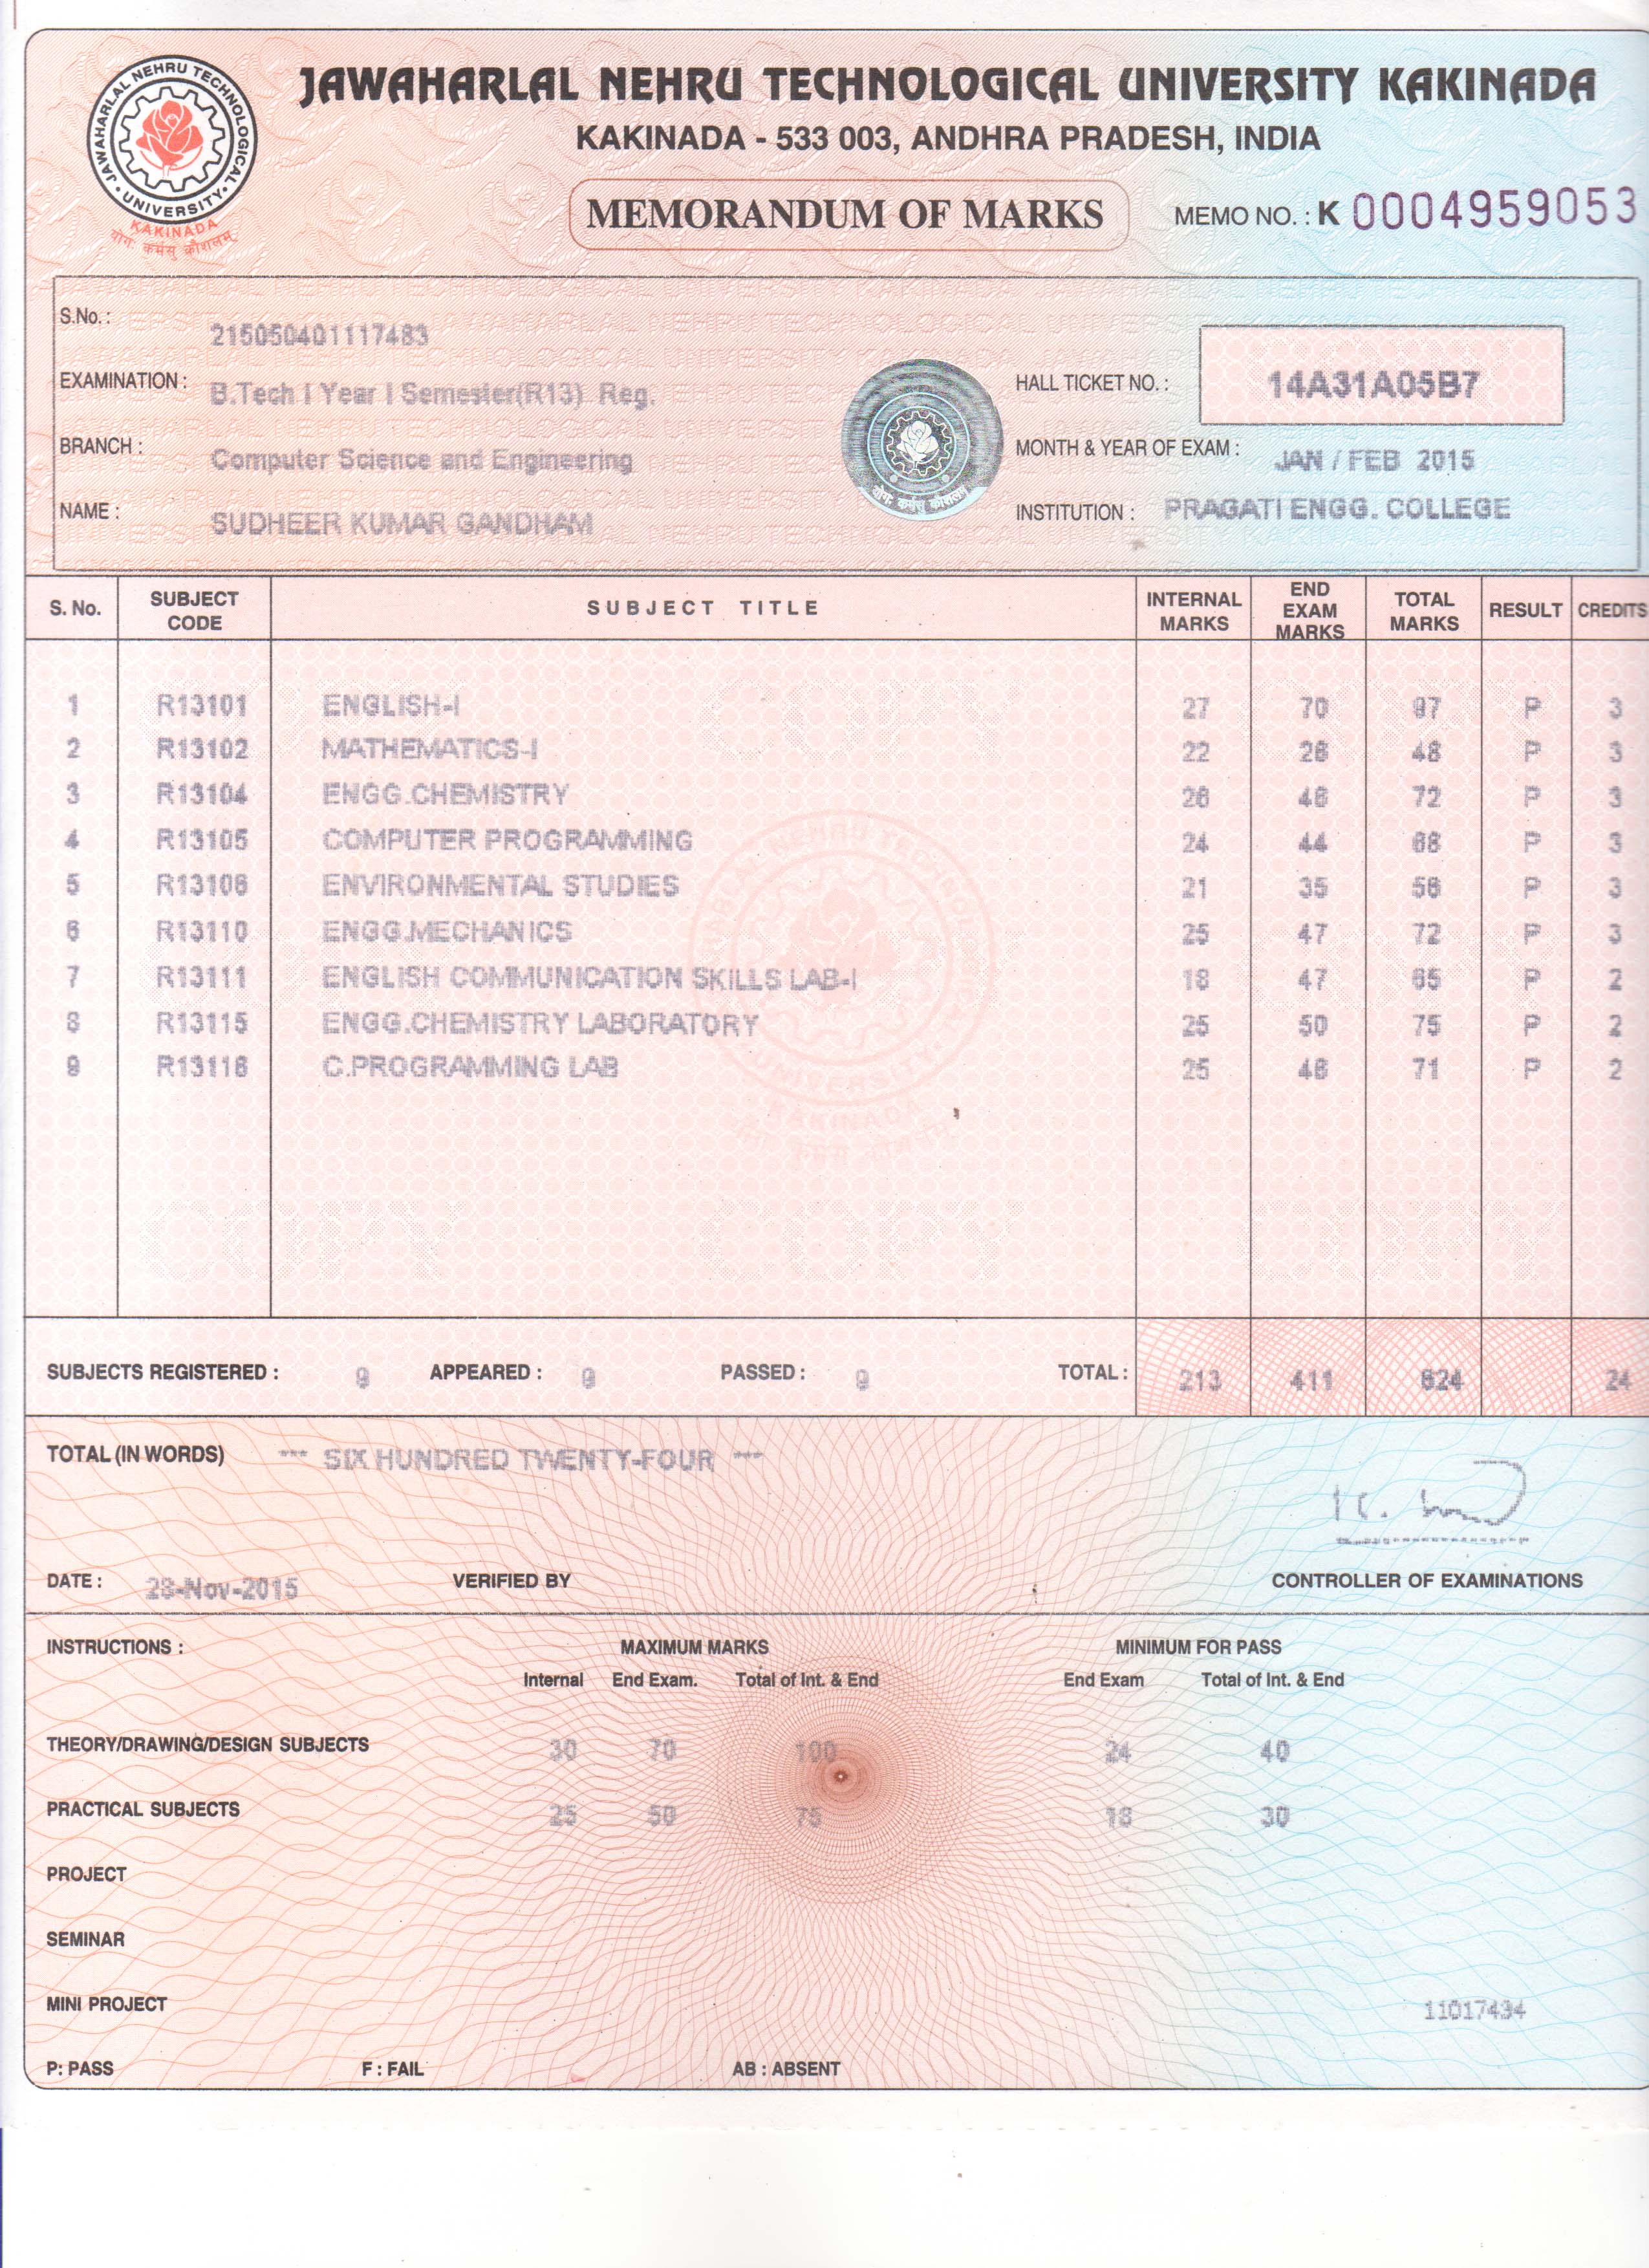 JAWAHARLAL NEHRU TECHNOLOGICAL UNIVERSITY KAKINADA
KAKINADA - 533 003, ANDHRA PRADESH, INDIA
MEMORANDUM OF MARKS MEMO NO. : K 0004959053
JAWAHARLAL NEHRU TECHNOLOGICAL UNIVERSITY
KAKINADA
योगः कर्मसु कौशलम्
S.No. : 215050401117483
EXAMINATION : B.Tech I Year I Semester(R13) Reg. HALL TICKET NO. : 14A31A05B7
BRANCH : Computer Science and Engineering MONTH & YEAR OF EXAM : JAN / FEB 2015
NAME : SUDHEER KUMAR GANDHAM INSTITUTION : PRAGATI ENGG. COLLEGE
S. No. SUBJECT CODE SUBJECT TITLE INTERNAL MARKS END EXAM MARKS TOTAL MARKS RESULT CREDITS
1 R13101 ENGLISH-I 27 70 97 P 3
2 R13102 MATHEMATICS-I 22 26 48 P 3
3 R13104 ENGG.CHEMISTRY 26 46 72 P 3
4 R13105 COMPUTER PROGRAMMING 24 44 68 P 3
5 R13106 ENVIRONMENTAL STUDIES 21 35 56 P 3
6 R13110 ENGG.MECHANICS 25 47 72 P 3
7 R13111 ENGLISH COMMUNICATION SKILLS LAB-I 18 47 65 P 2
8 R13115 ENGG.CHEMISTRY LABORATORY 25 50 75 P 2
9 R13116 C.PROGRAMMING LAB 25 46 71 P 2
SUBJECTS REGISTERED : 9 APPEARED : 9 PASSED : 9 TOTAL : 213 411 624 24
TOTAL (IN WORDS) *** SIX HUNDRED TWENTY-FOUR ***
DATE : 28-Nov-2015 VERIFIED BY CONTROLLER OF EXAMINATIONS
INSTRUCTIONS : MAXIMUM MARKS MINIMUM FOR PASS
Internal End Exam. Total of Int. & End End Exam Total of Int. & End
THEORY/DRAWING/DESIGN SUBJECTS 30 70 100 24 40
PRACTICAL SUBJECTS 25 50 75 18 30
PROJECT
SEMINAR
MINI PROJECT 11017434
P: PASS F : FAIL AB : ABSENT